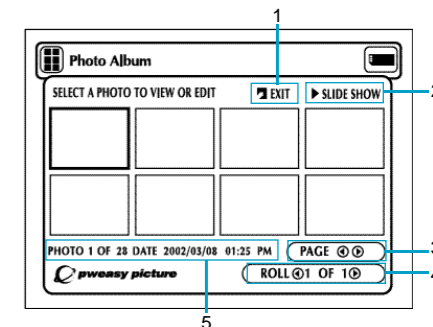 1
Photo Album
SELECT A PHOTO TO VIEW OR EDIT EXIT SLIDE SHOW
2
PHOTO 1 OF 28 DATE 2002/03/08 01:25 PM PAGE
3
pweasy picture ROLL 1 OF 1
4
5